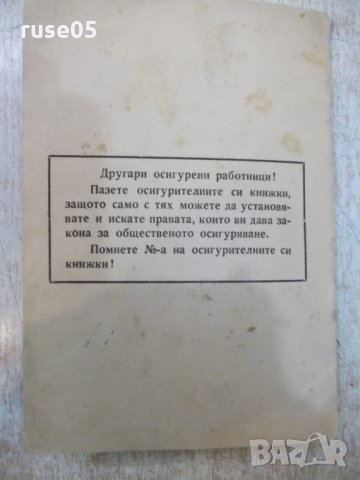 ruse05
Другари осигурени работници!
Пазете осигурителните си книжки,
защото само с тях можете да установя-
вате и искате правата, които ви дава за-
кона за общественото осигуряване.
Помнете №-а на осигурителните си
книжки!
BAZAR